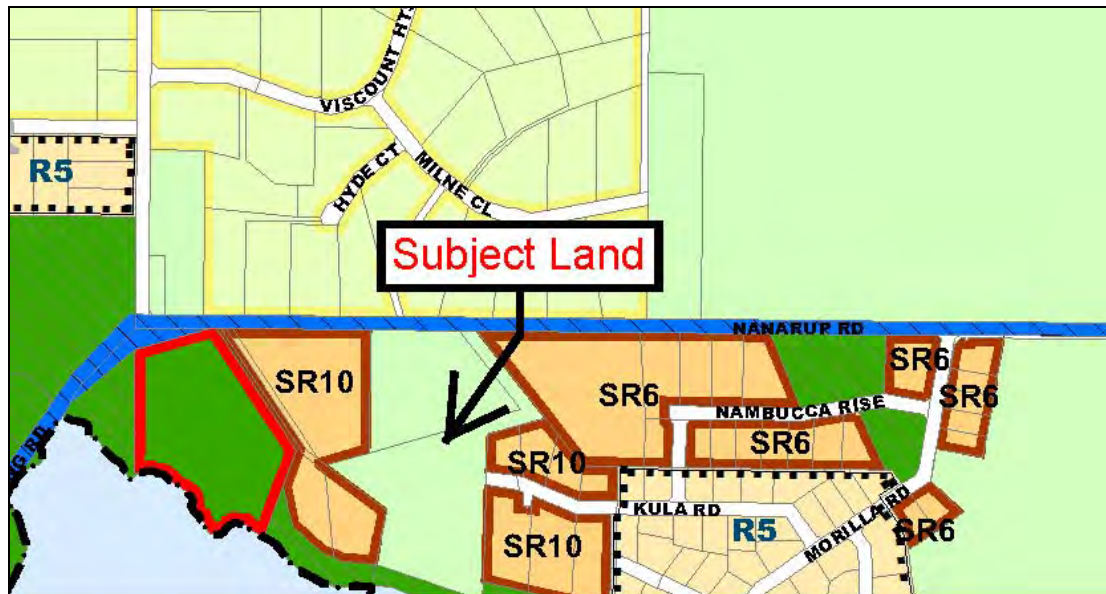 VISCOUNT HTS
R5
HYDE CT
MILNE CL
Subject Land
NANARUP RD
SR10
SR6
SR6
SR6
NAMBUCCA RISE
SR6
SR10
KULA RD
R5
MORILLA RD
SR6
SR10
G RD